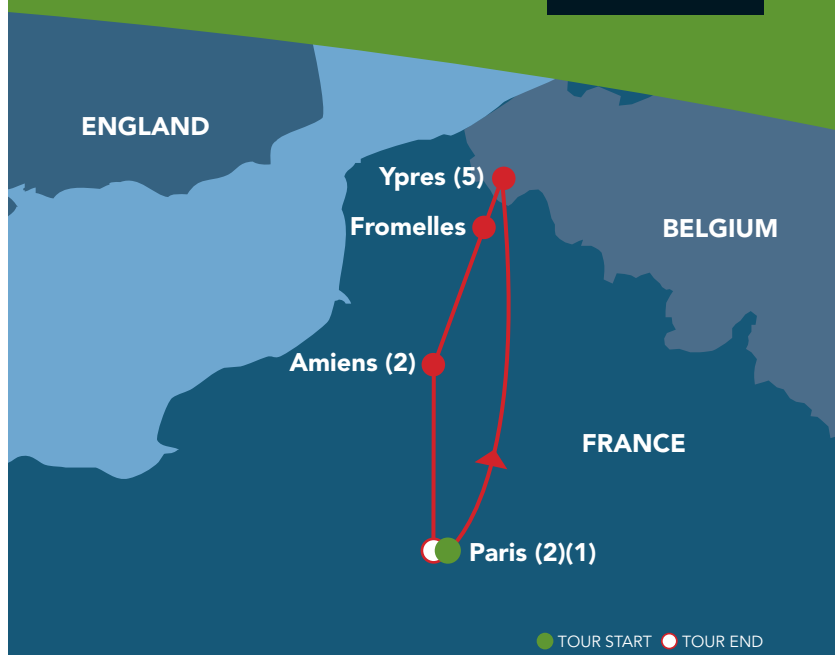 ENGLAND
Ypres (5)
Fromelles
BELGIUM
Amiens (2)
FRANCE
Paris (2)(1)
TOUR START TOUR END